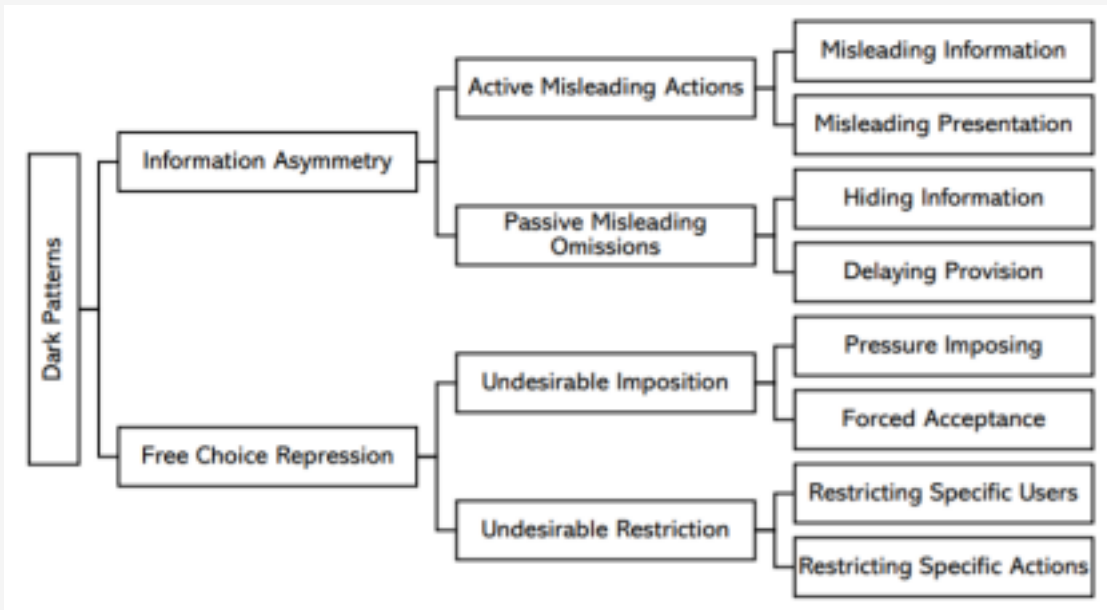 Dark Patterns
Information Asymmetry
Active Misleading Actions
Misleading Information
Misleading Presentation
Passive Misleading
Omissions
Hiding Information
Delaying Provision
Free Choice Repression
Undesirable Imposition
Pressure Imposing
Forced Acceptance
Undesirable Restriction
Restricting Specific Users
Restricting Specific Actions